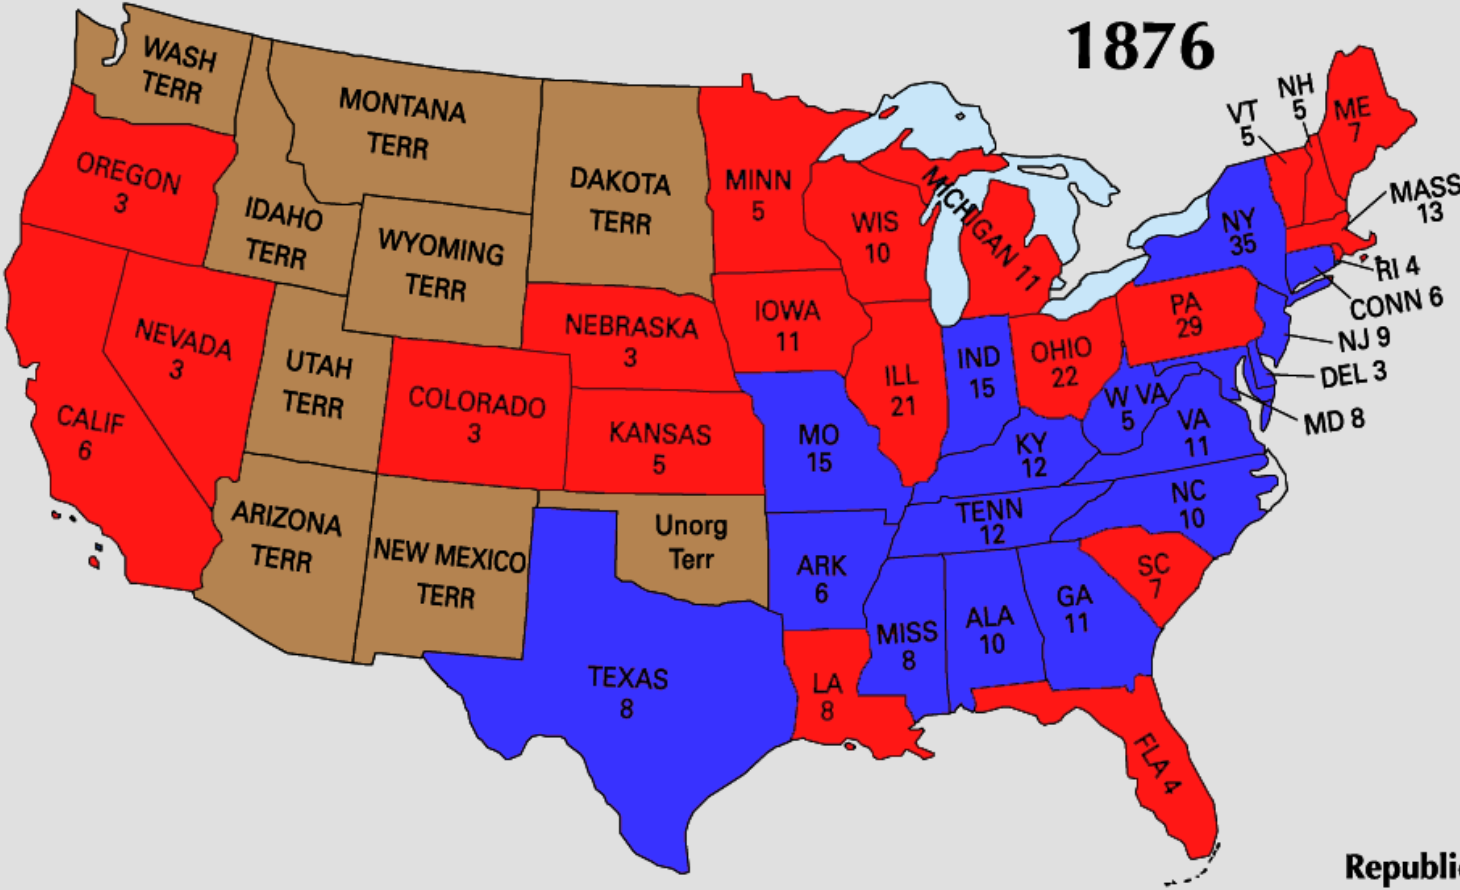 1876
WASH
TERR
MONTANA
TERR
DAKOTA
TERR
MINN
5
VT
5
NH
5
ME
7
OREGON
3
IDAHO
TERR
WYOMING
TERR
WIS
10
MICHIGAN 11
NY
35
MASS
13
RI 4
CONN 6
NJ 9
DEL 3
MD 8
NEVADA
3
CALIF
6
UTAH
TERR
COLORADO
3
NEBRASKA
3
KANSAS
5
IOWA
11
MO
15
ILL
21
IND
15
OHIO
22
PA
29
W VA
5
VA
11
KY
12
TENN
12
NC
10
SC
7
ARIZONA
TERR
NEW MEXICO
TERR
Unorg
Terr
TEXAS
8
ARK
6
LA
8
MISS
8
ALA
10
GA
11
FLA 4
Republic